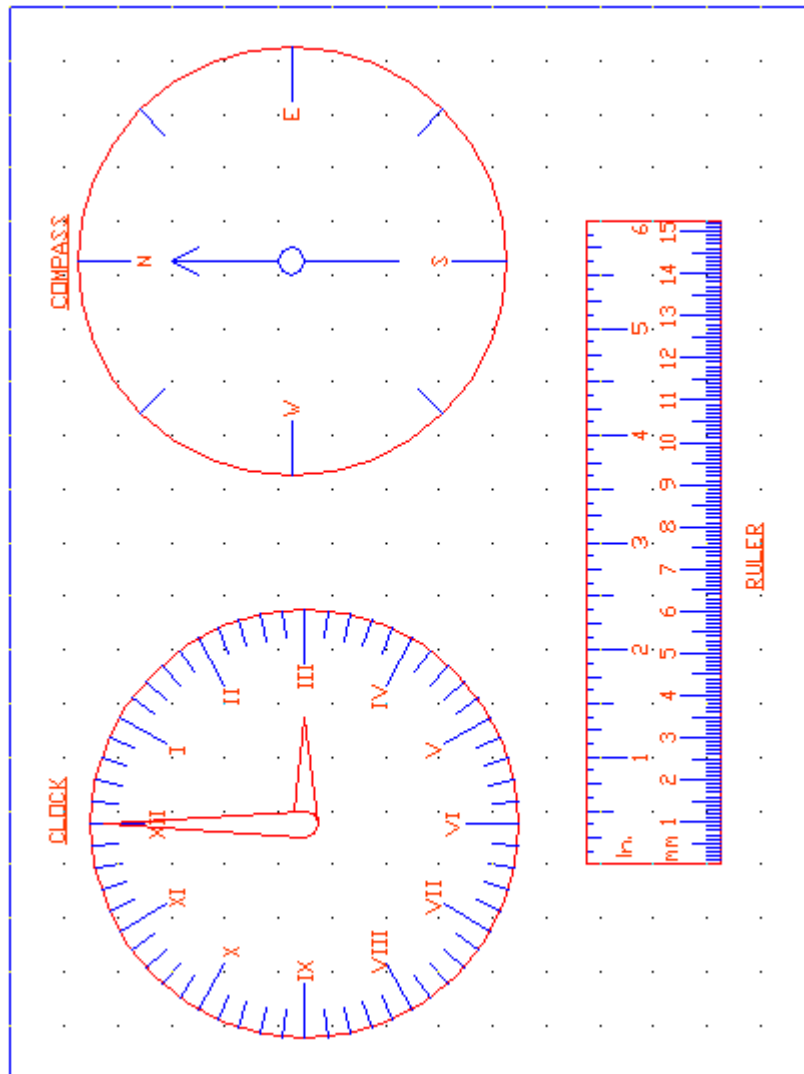 CLOCK
XII
XI I
X II
IX III
VIII IV
VII V
VI
COMPASS
N
W E
S
In. 1 2 3 4 5 6
mm 1 2 3 4 5 6 7 8 9 10 11 12 13 14 15
RULER